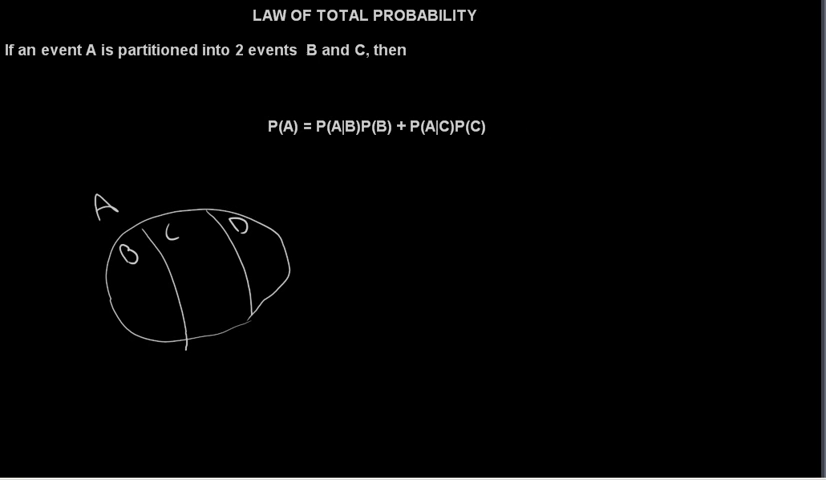 LAW OF TOTAL PROBABILITY
If an event A is partitioned into 2 events B and C, then
P(A) = P(A|B)P(B) + P(A|C)P(C)
A
B C D